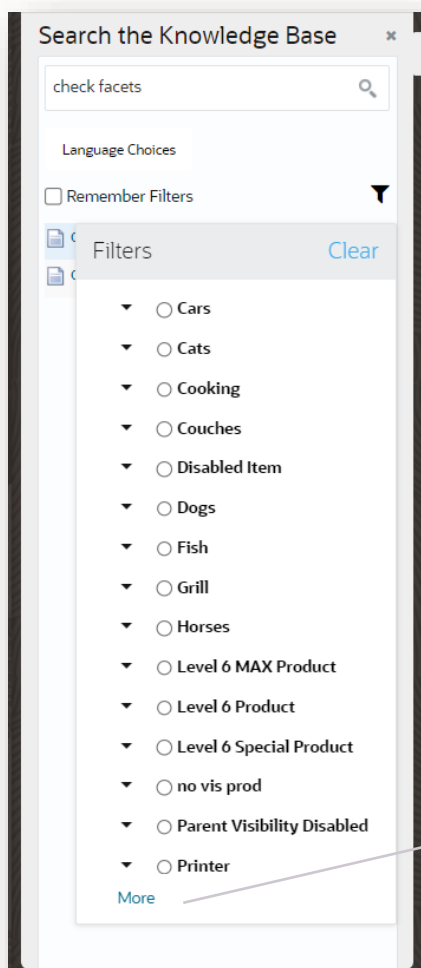 Search the Knowledge Base ×
check facets
Language Choices
Remember Filters
Filters Clear
Cars
Cats
Cooking
Couches
Disabled Item
Dogs
Fish
Grill
Horses
Level 6 MAX Product
Level 6 Product
Level 6 Special Product
no vis prod
Parent Visibility Disabled
Printer
More